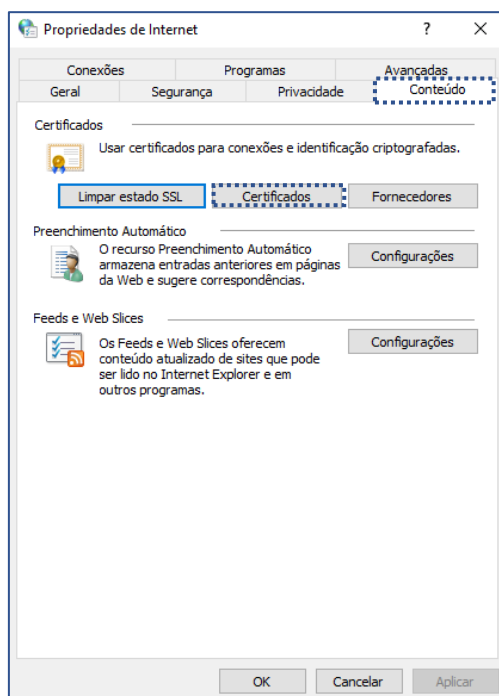 Propriedades de Internet ? ×
Conexões Programas Avançadas
Geral Segurança Privacidade Conteúdo
Certificados
Usar certificados para conexões e identificação criptografadas.
Limpar estado SSL Certificados Fornecedores
Preenchimento Automático
O recurso Preenchimento Automático
armazena entradas anteriores em páginas
da Web e sugere correspondências.
Configurações
Feeds e Web Slices
Os Feeds e Web Slices oferecem
conteúdo atualizado de sites que pode
ser lido no Internet Explorer e em
outros programas.
Configurações
OK Cancelar Aplicar